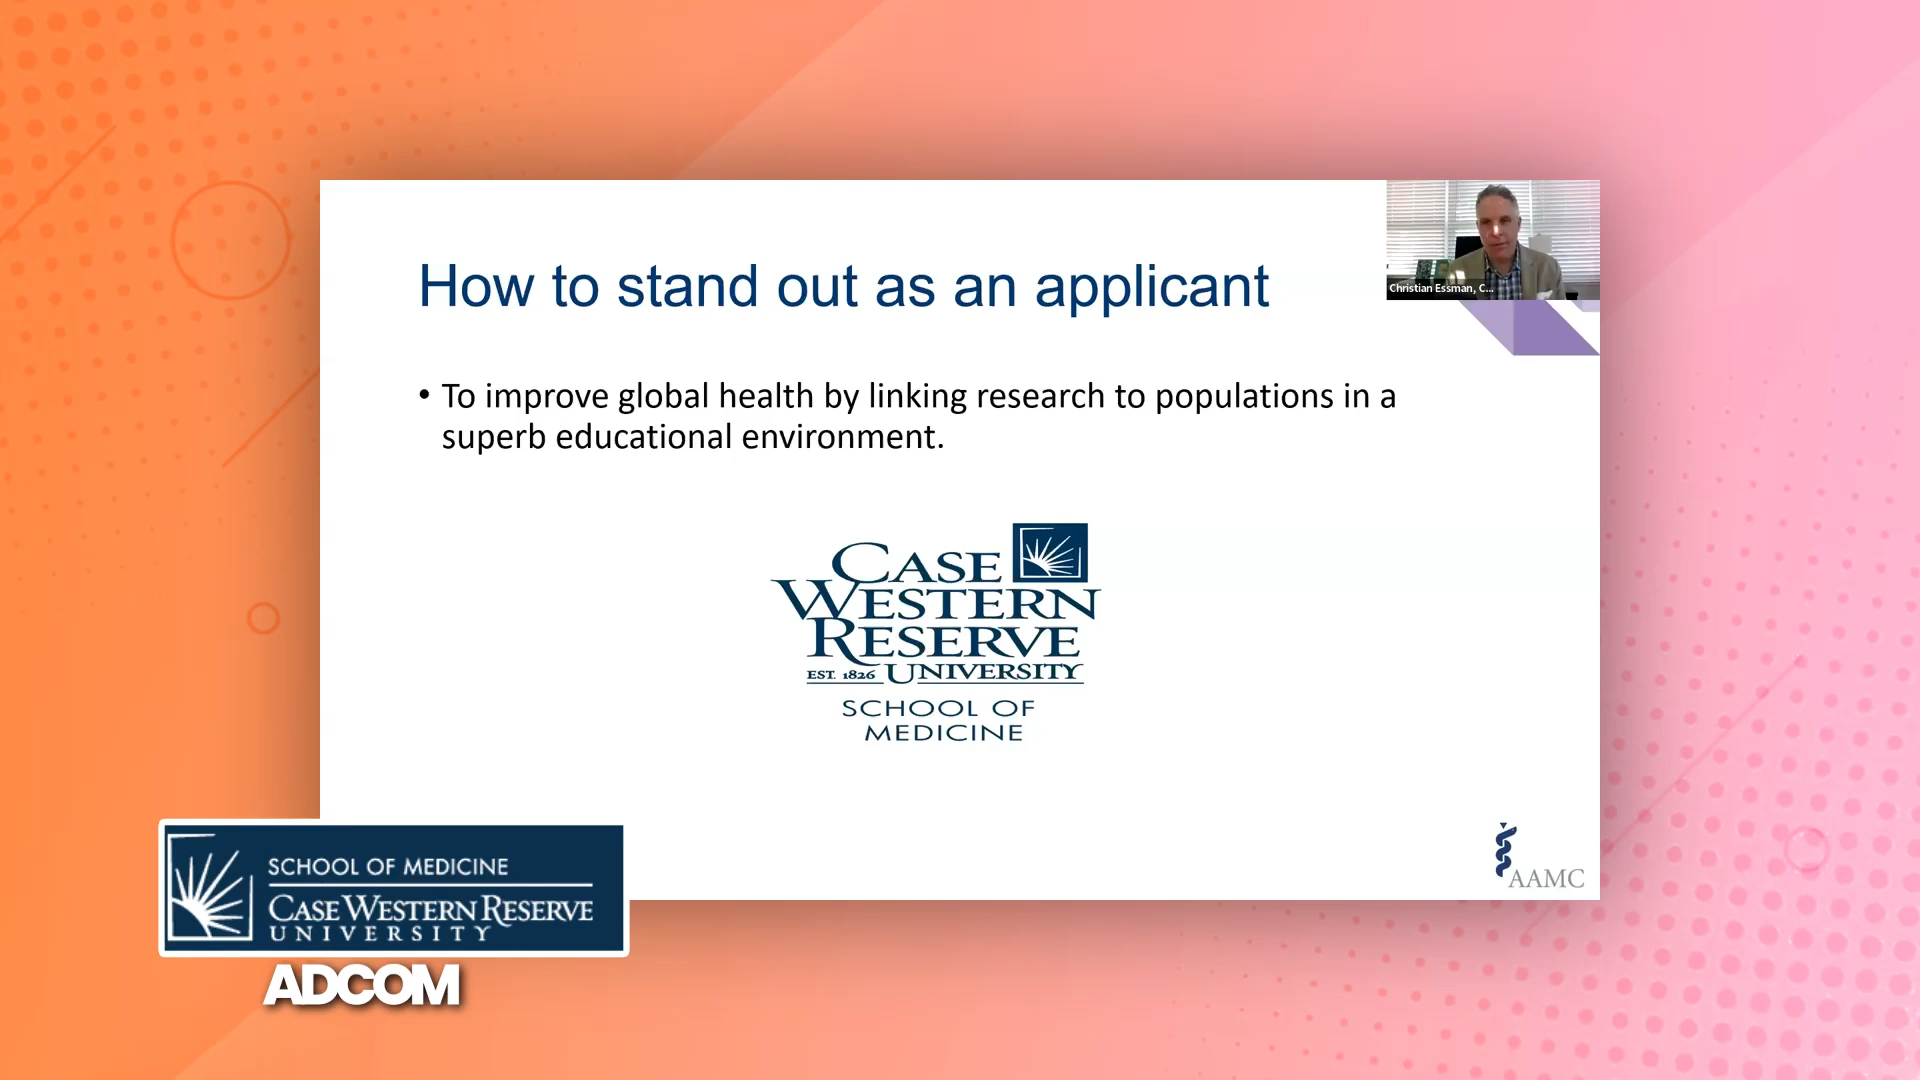 How to stand out as an applicant
Christian Essman, C...
• To improve global health by linking research to populations in a
superb educational environment.
CASE
WESTERN
RESERVE
EST. 1826 UNIVERSITY
SCHOOL OF
MEDICINE
AAMC
SCHOOL OF MEDICINE
CASE WESTERN RESERVE
UNIVERSITY
ADCOM